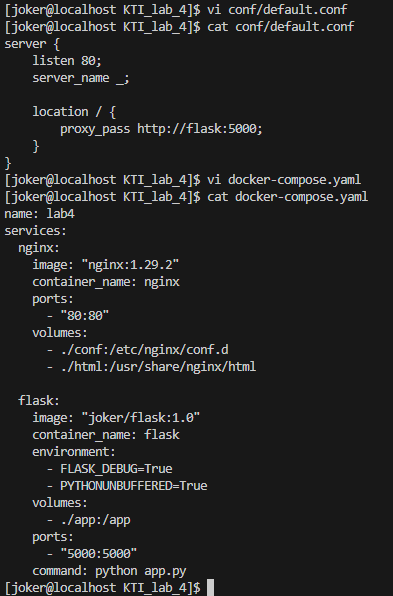 [joker@localhost KTI_lab_4]$ vi conf/default.conf
[joker@localhost KTI_lab_4]$ cat conf/default.conf
server {
    listen 80;
    server_name _;

    location / {
        proxy_pass http://flask:5000;
    }
}
[joker@localhost KTI_lab_4]$ vi docker-compose.yaml
[joker@localhost KTI_lab_4]$ cat docker-compose.yaml
name: lab4
services:
  nginx:
    image: "nginx:1.29.2"
    container_name: nginx
    ports:
      - "80:80"
    volumes:
      - ./conf:/etc/nginx/conf.d
      - ./html:/usr/share/nginx/html

  flask:
    image: "joker/flask:1.0"
    container_name: flask
    environment:
      - FLASK_DEBUG=True
      - PYTHONUNBUFFERED=True
    volumes:
      - ./app:/app
    ports:
      - "5000:5000"
    command: python app.py
[joker@localhost KTI_lab_4]$